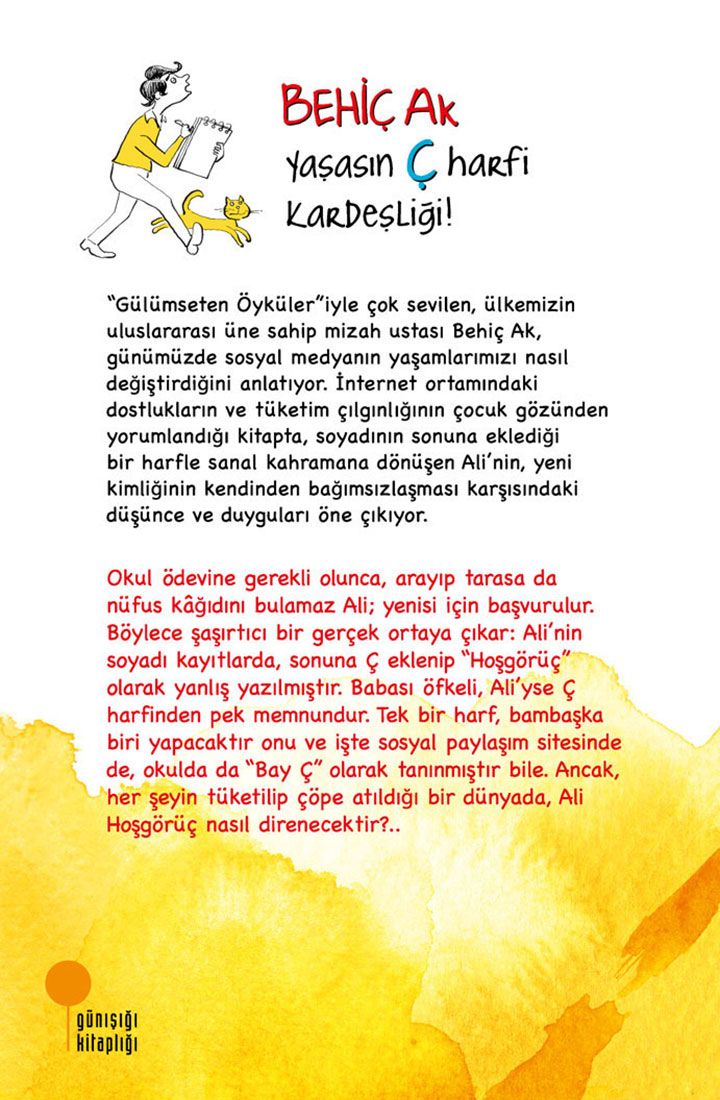 BEHİÇ AK
Yaşasın Ç harfi
Kardeşliği!
“Gülümseten Öyküler”iyle çok sevilen, ülkemizin
uluslararası üne sahip mizah ustası Behiç Ak,
günümüzde sosyal medyanın yaşamlarımızı nasıl
değiştirdiğini anlatıyor. İnternet ortamındaki
dostlukların ve tüketim çılgınlığının çocuk gözünden
yorumlandığı kitapta, soyadının sonuna eklediği
bir harfle sanal kahramana dönüşen Ali’nin, yeni
kimliğinin kendinden bağımsızlaşması karşısındaki
düşünce ve duyguları öne çıkıyor.
Okul ödevine gerekli olunca, arayıp tarasa da
nüfus kâğıdını bulamaz Ali; yenisi için başvurulur.
Böylece şaşırtıcı bir gerçek ortaya çıkar: Ali’nin
soyadı kayıtlarda, sonuna Ç eklenip “Hoşgörüç”
olarak yanlış yazılmıştır. Babası öfkeli, Ali’yse Ç
harfinden pek memnundur. Tek bir harf, bambaşka
biri yapacaktır onu ve işte sosyal paylaşım sitesinde
de, okulda da “Bay Ç” olarak tanınmıştır bile. Ancak,
her şeyin tüketilip çöpe atıldığı bir dünyada, Ali
Hoşgörüç nasıl direnecektir?..
günışığı
kitaplığı